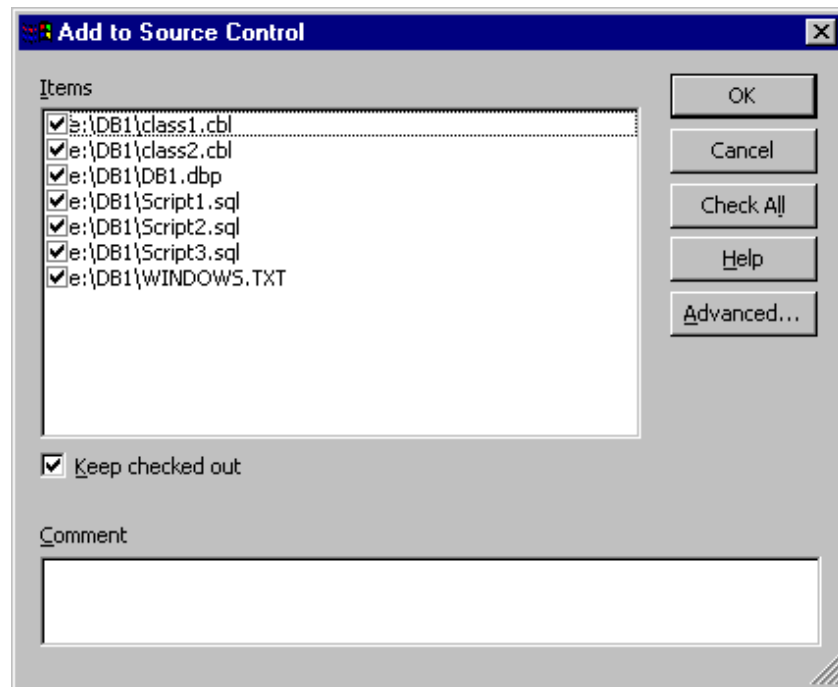 Add to Source Control
Items
e:\DB1\class1.cbl
e:\DB1\class2.cbl
e:\DB1\DB1.dbp
e:\DB1\Script1.sql
e:\DB1\Script2.sql
e:\DB1\Script3.sql
e:\DB1\WINDOWS.TXT
OK
Cancel
Check All
Help
Advanced...
Keep checked out
Comment